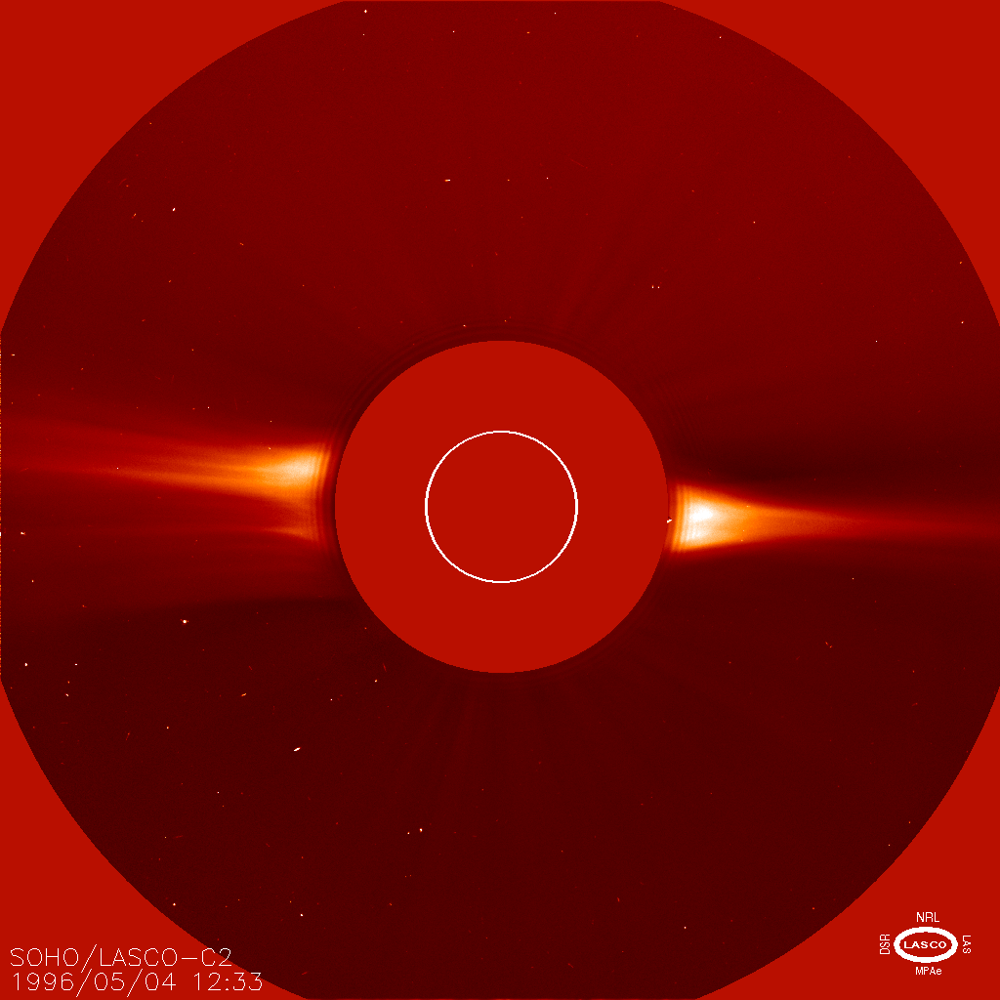 NRL
DSR
LASCO
LAS
MPAe
SOHO/LASCO-C2
1996/05/04 12:33